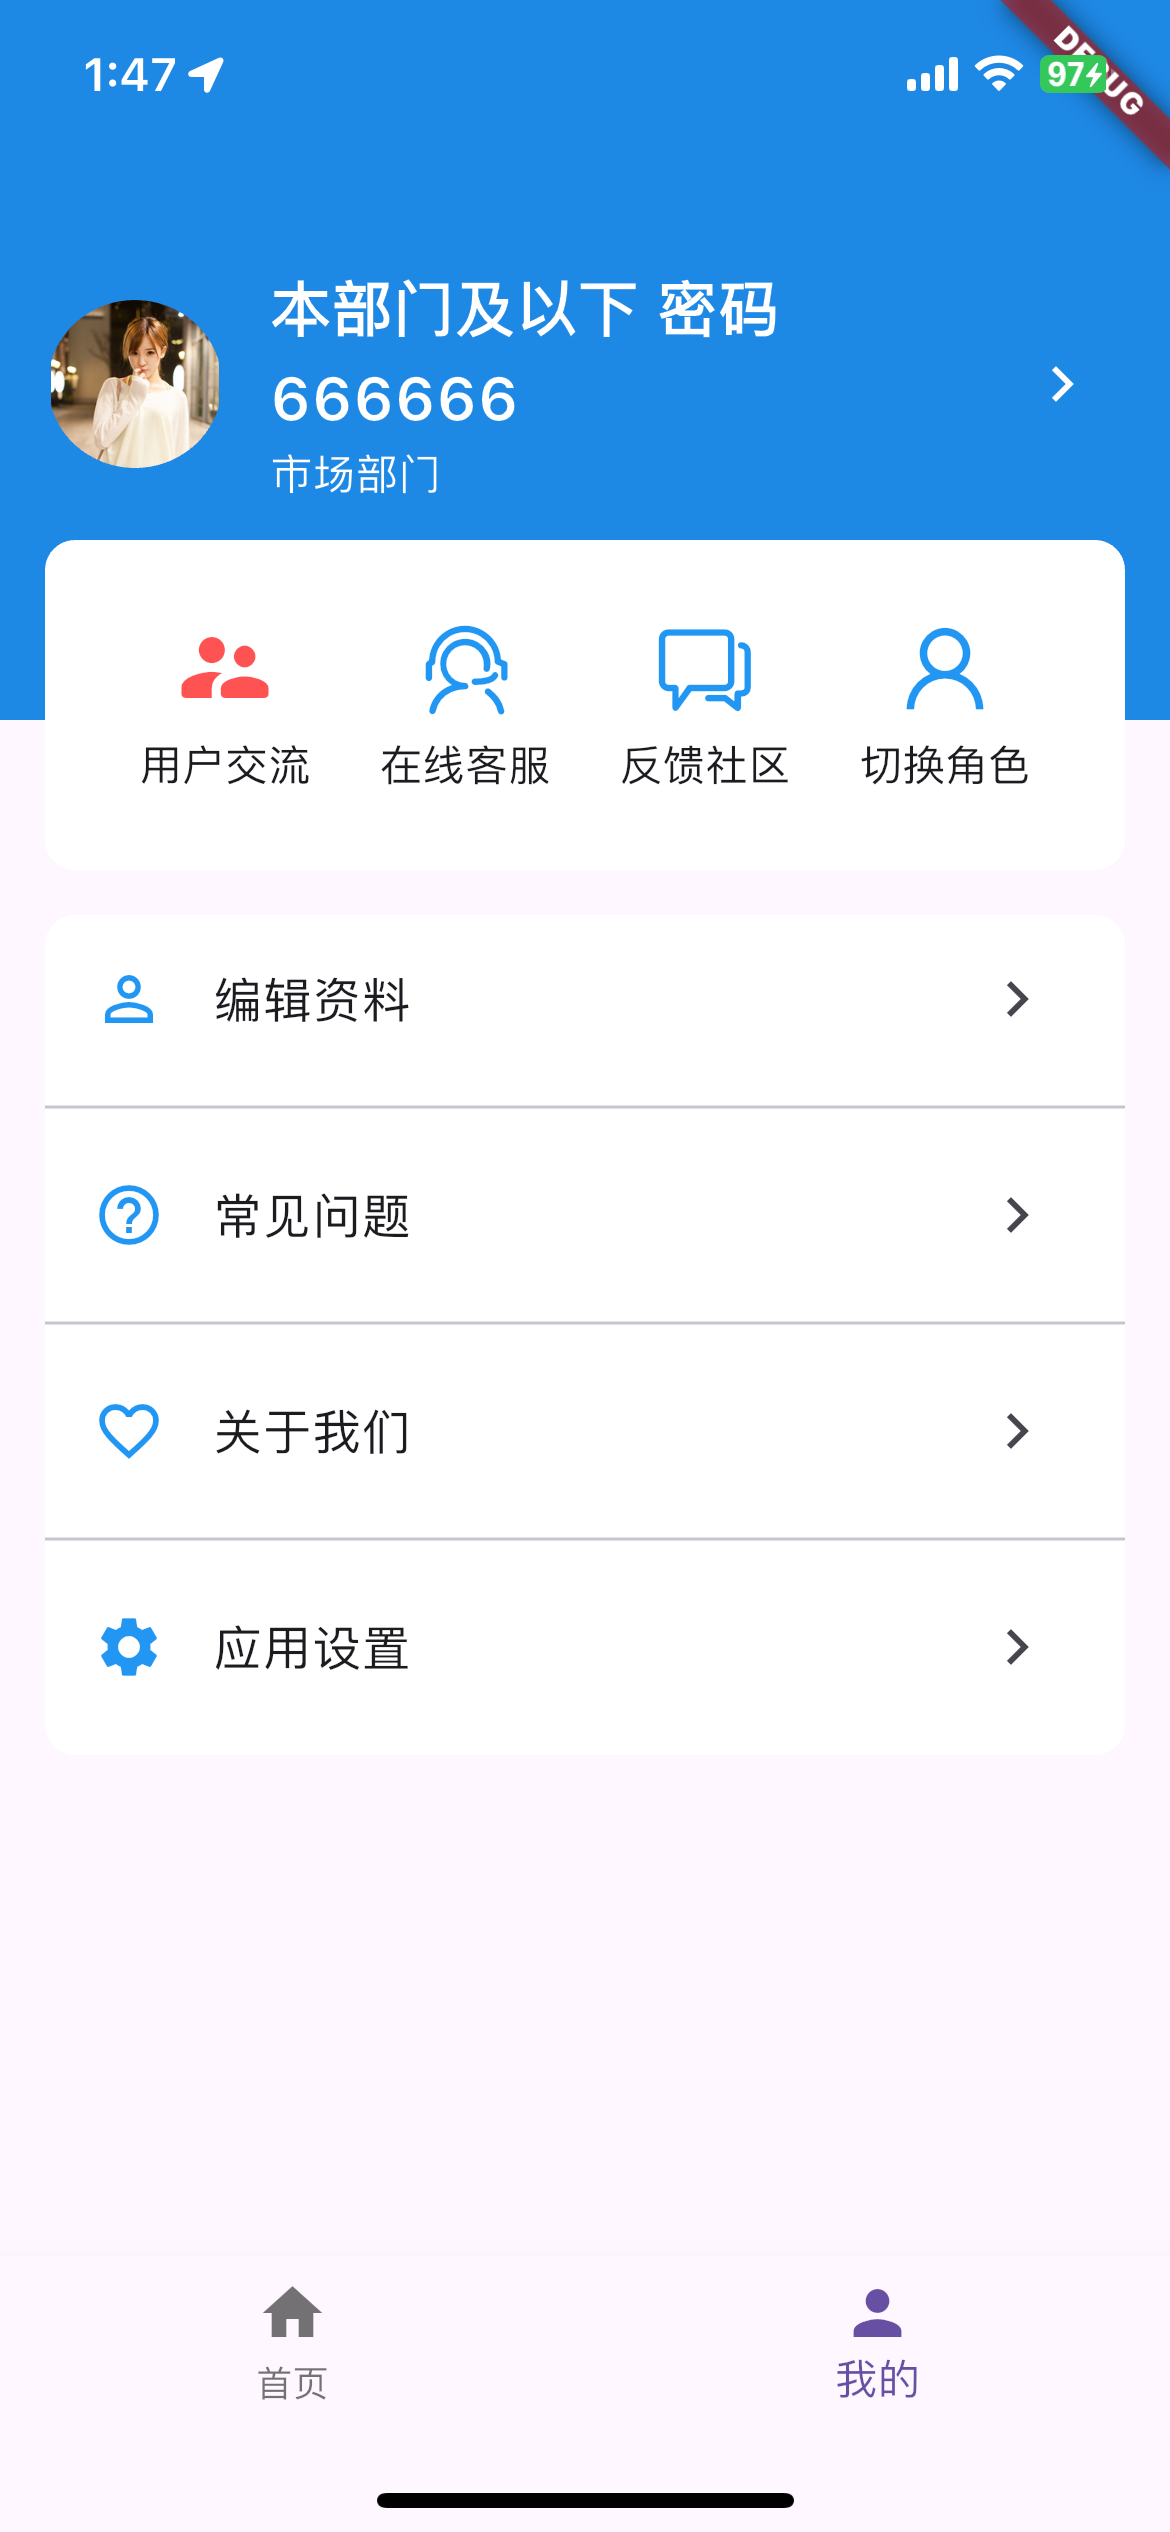 1:47
97
DEBUG
本部门及以下 密码
666666
市场部门
用户交流 在线客服 反馈社区 切换角色
编辑资料
常见问题
关于我们
应用设置
首页 我的